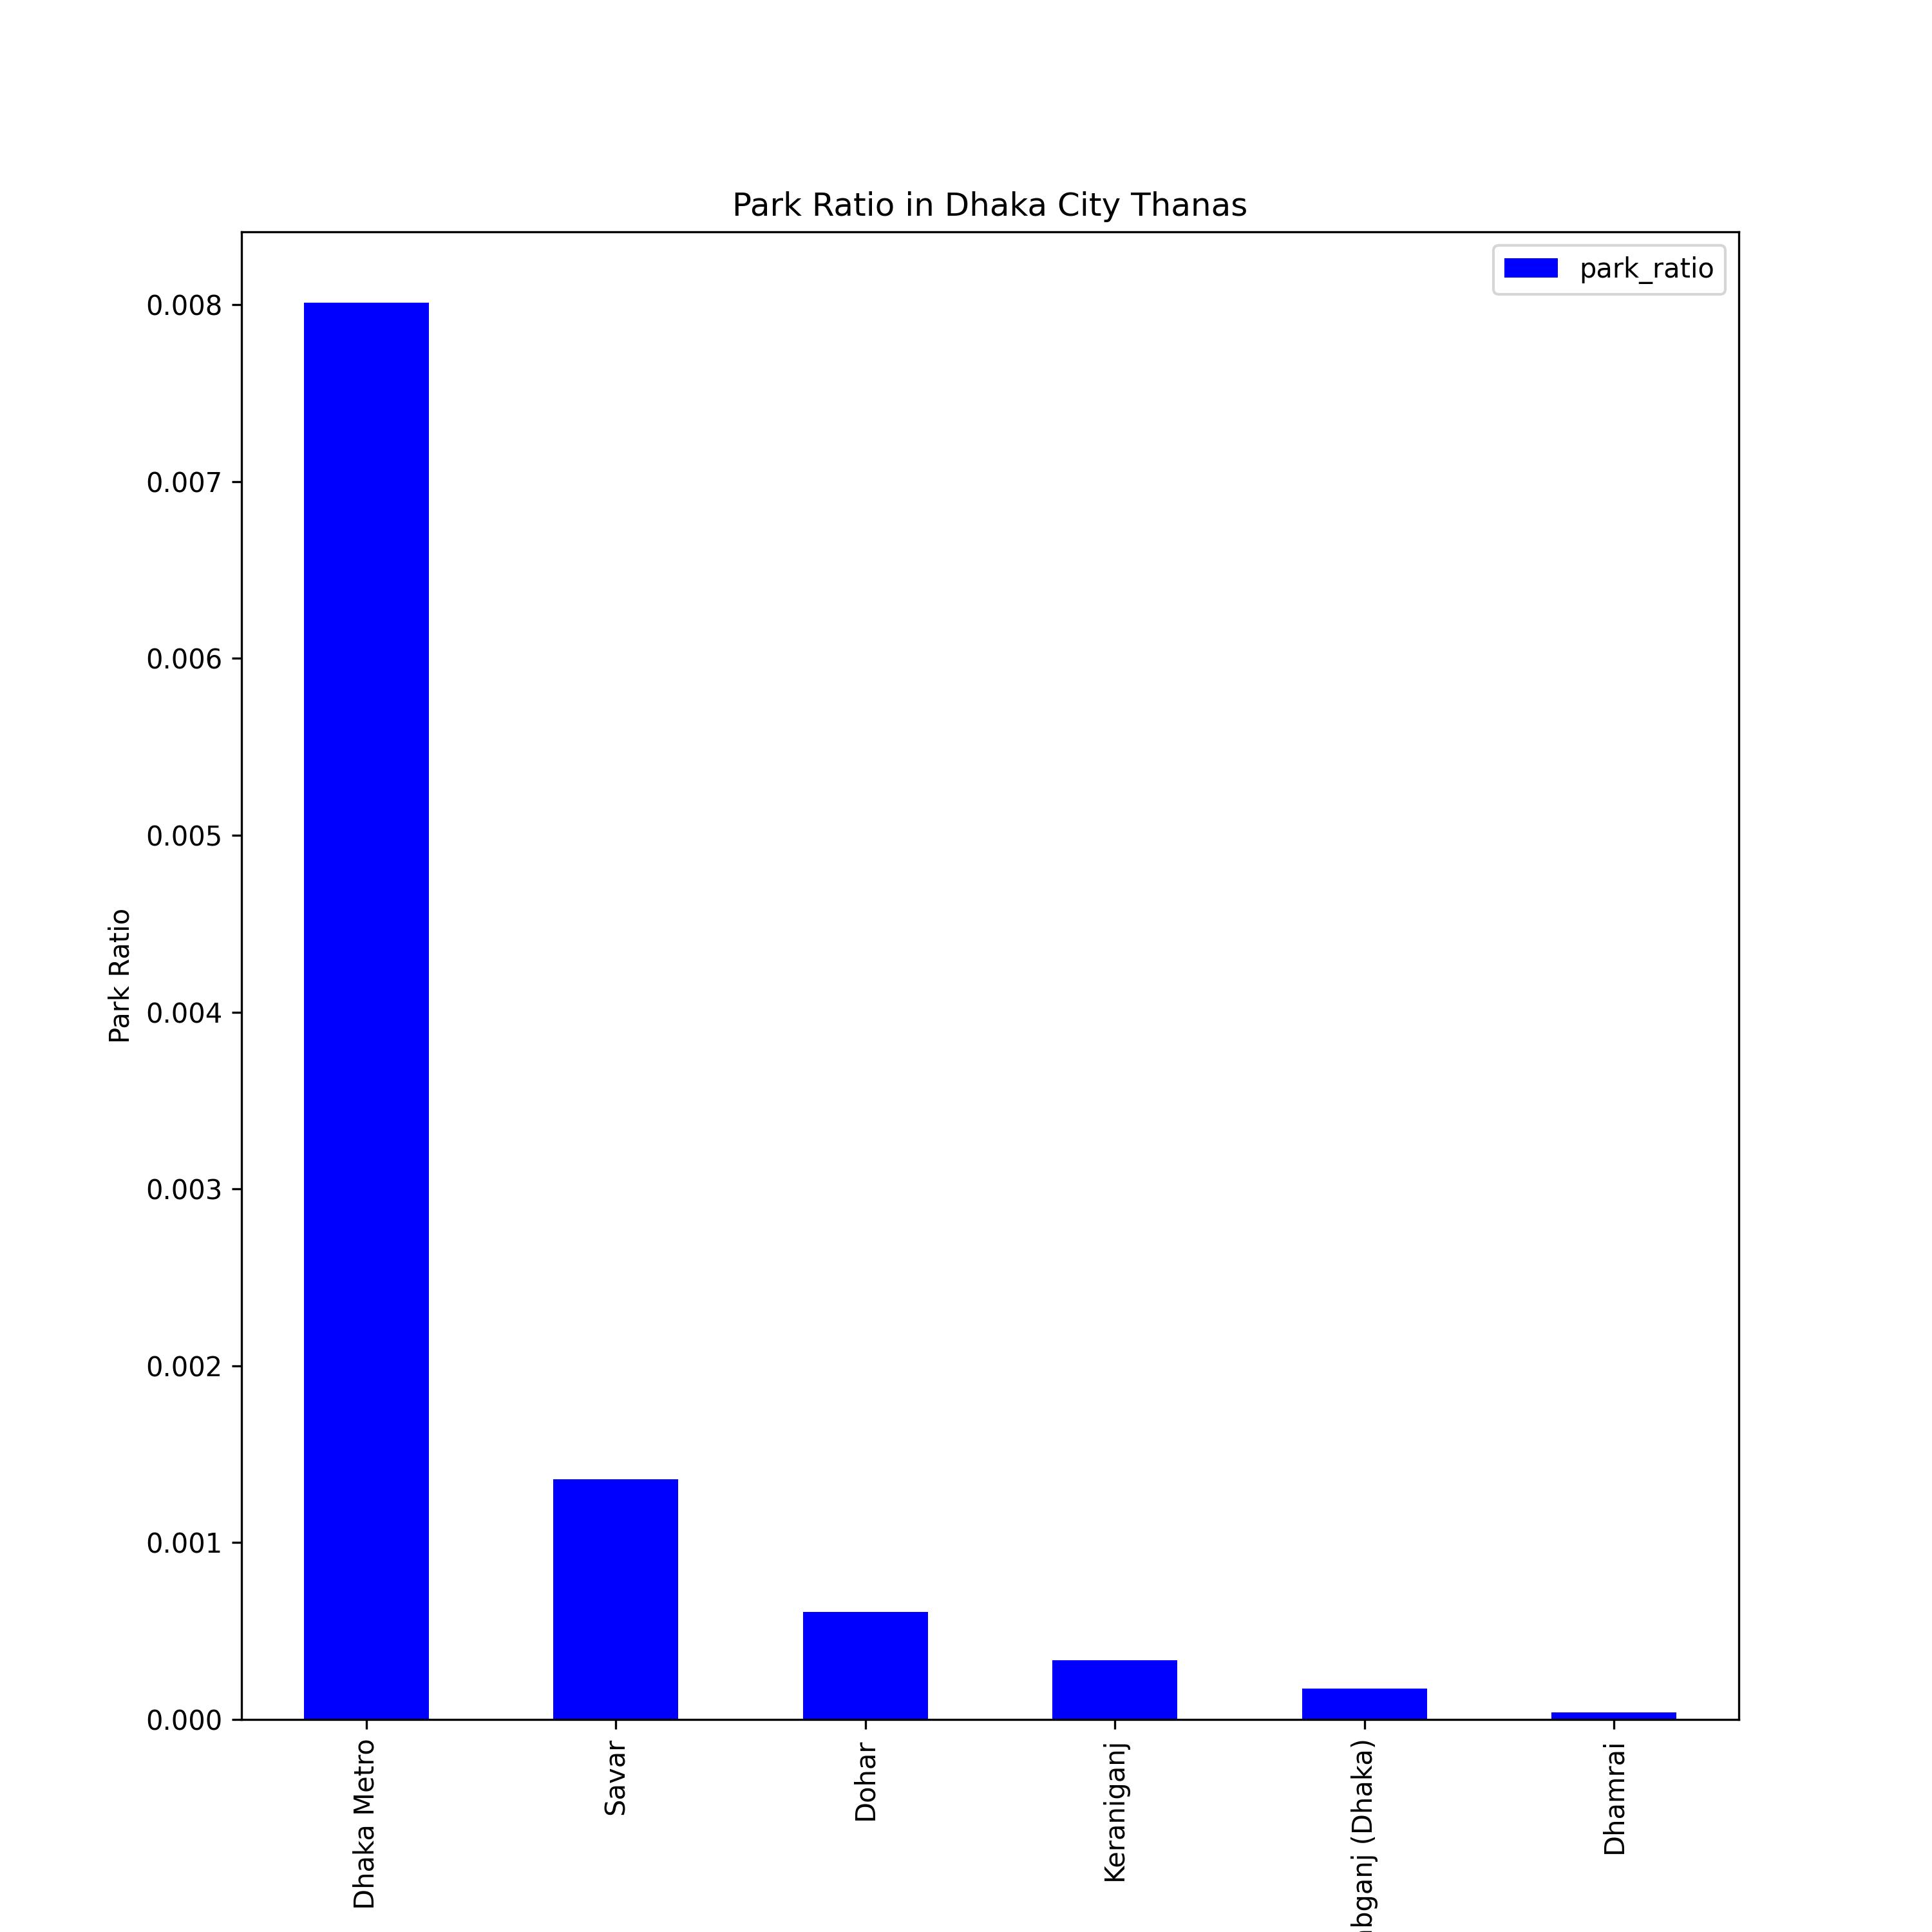 Park Ratio in Dhaka City Thanas
park_ratio
0.008
0.007
0.006
0.005
0.004
0.003
0.002
0.001
0.000
Park Ratio
Dhaka Metro
Savar
Dohar
Keraniganj
(Dhaka)
Dhamrai